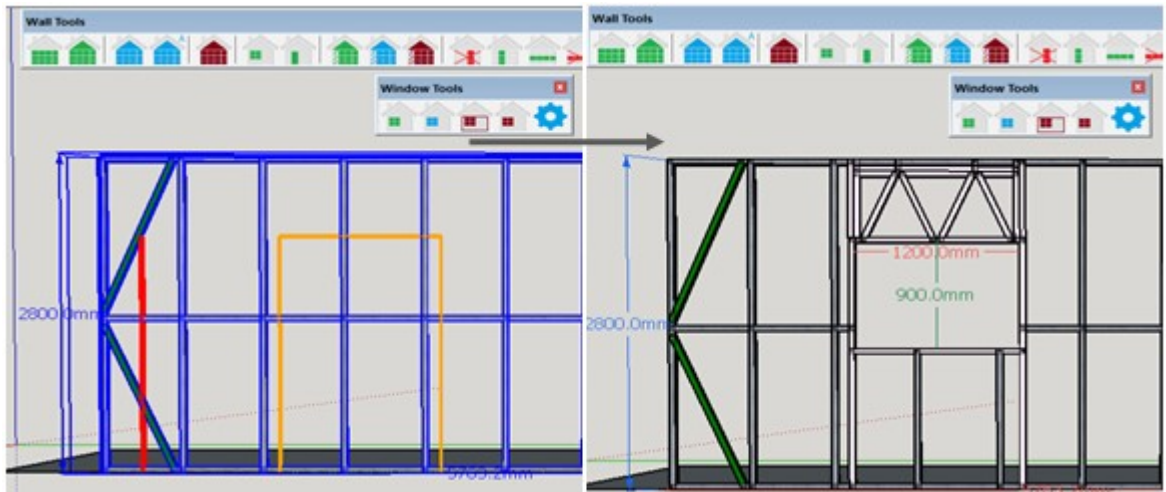 Wall Tools
A
Window Tools
2800.0mm
Wall Tools
A
Window Tools
1200.0mm
900.0mm
2800.0mm